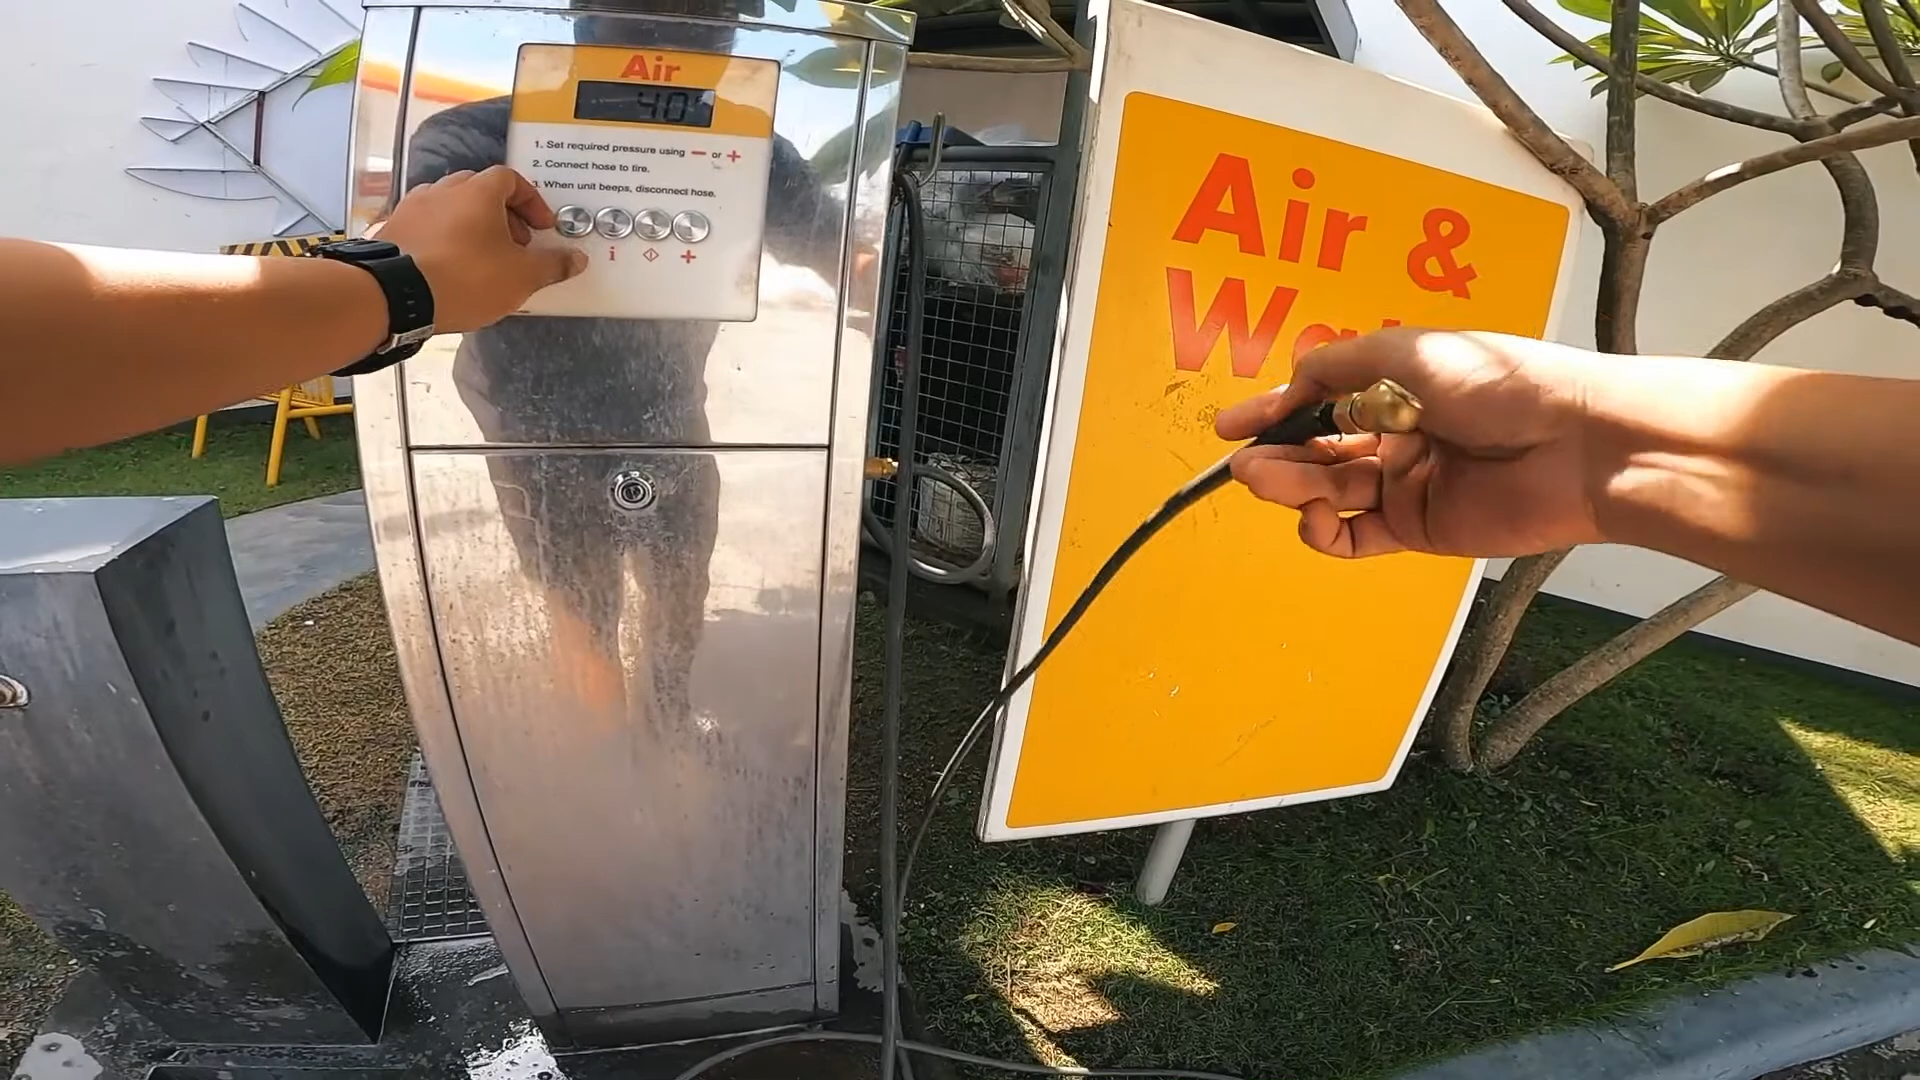 Air
40
1. Set required pressure using − or +
2. Connect hose to tire.
3. When unit beeps, disconnect hose.
i +
Air &